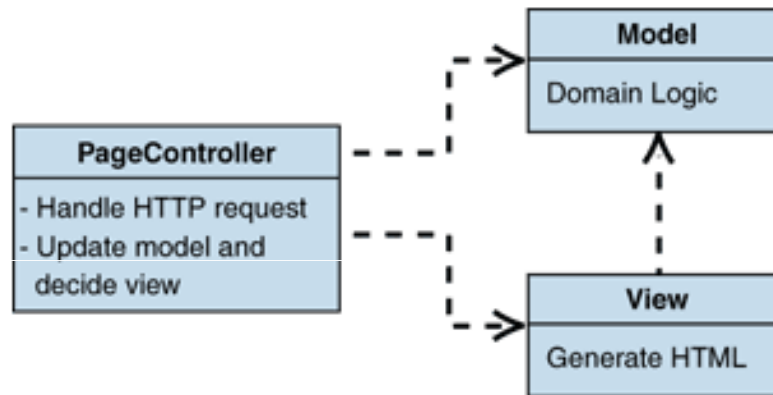 PageController
- Handle HTTP request
- Update model and
decide view
Model
Domain Logic
View
Generate HTML